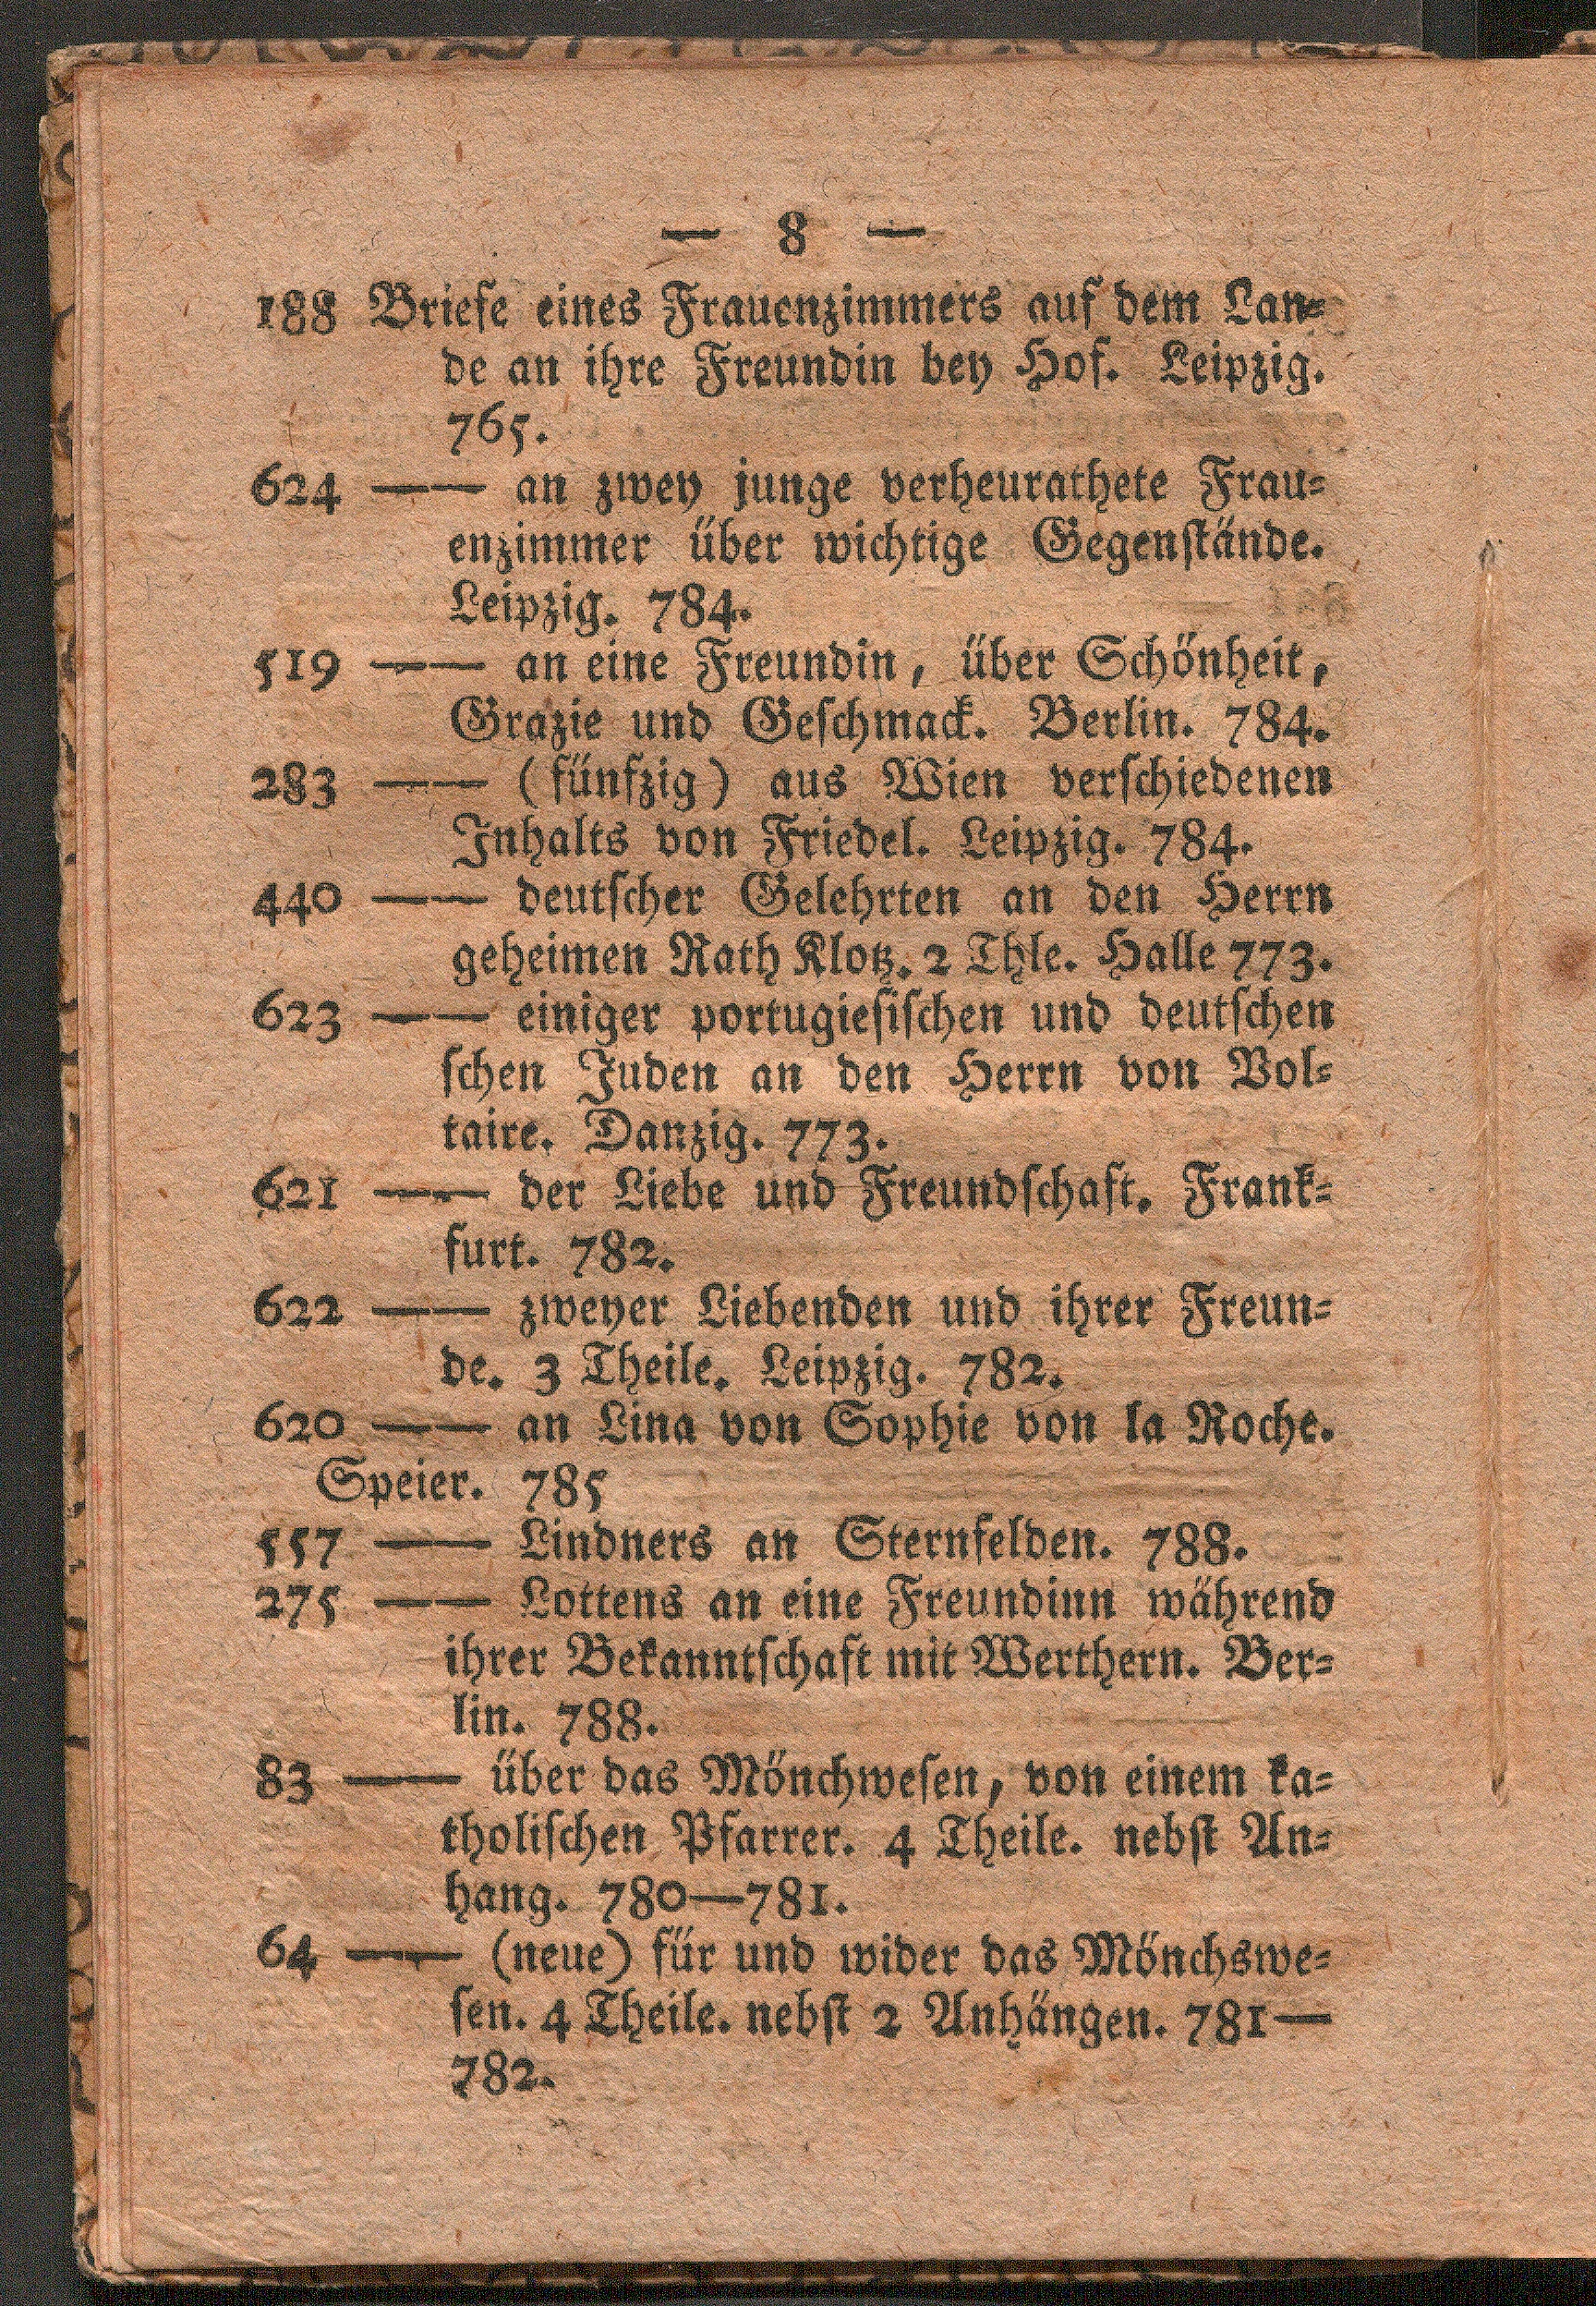 — 8 —
188 Briefe eines Frauenzimmers auf dem Lan⸗
de an ihre Freundin bey Hof. Leipzig.
765.
624 —— an zwey junge verheurathete Frau⸗
enzimmer über wichtige Gegenstände.
Leipzig. 784.
519 —— an eine Freundin, über Schönheit,
Grazie und Geschmack. Berlin. 784.
283 —— (fünfzig) aus Wien verschiedenen
Inhalts von Friedel. Leipzig. 784.
440 —— deutscher Gelehrten an den Herrn
geheimen Rath Klotz. 2 Thle. Halle 773.
623 —— einiger portugiesischen und deutschen
schen Juden an den Herrn von Vol⸗
taire. Danzig. 773.
621 —— der Liebe und Freundschaft. Frank⸗
furt. 782.
622 —— zweyer Liebenden und ihrer Freun⸗
de. 3 Theile. Leipzig. 782.
620 —— an Lina von Sophie von la Roche.
Speier. 785
557 —— Lindners an Sternfelden. 788.
275 —— Lottens an eine Freundinn während
ihrer Bekanntschaft mit Werthern. Ber⸗
lin. 788.
83 —— über das Mönchwesen, von einem ka⸗
tholischen Pfarrer. 4 Theile. nebst An⸗
hang. 780—781.
64 —— (neue) für und wider das Mönchswe⸗
sen. 4 Theile. nebst 2 Anhängen. 781—
782.